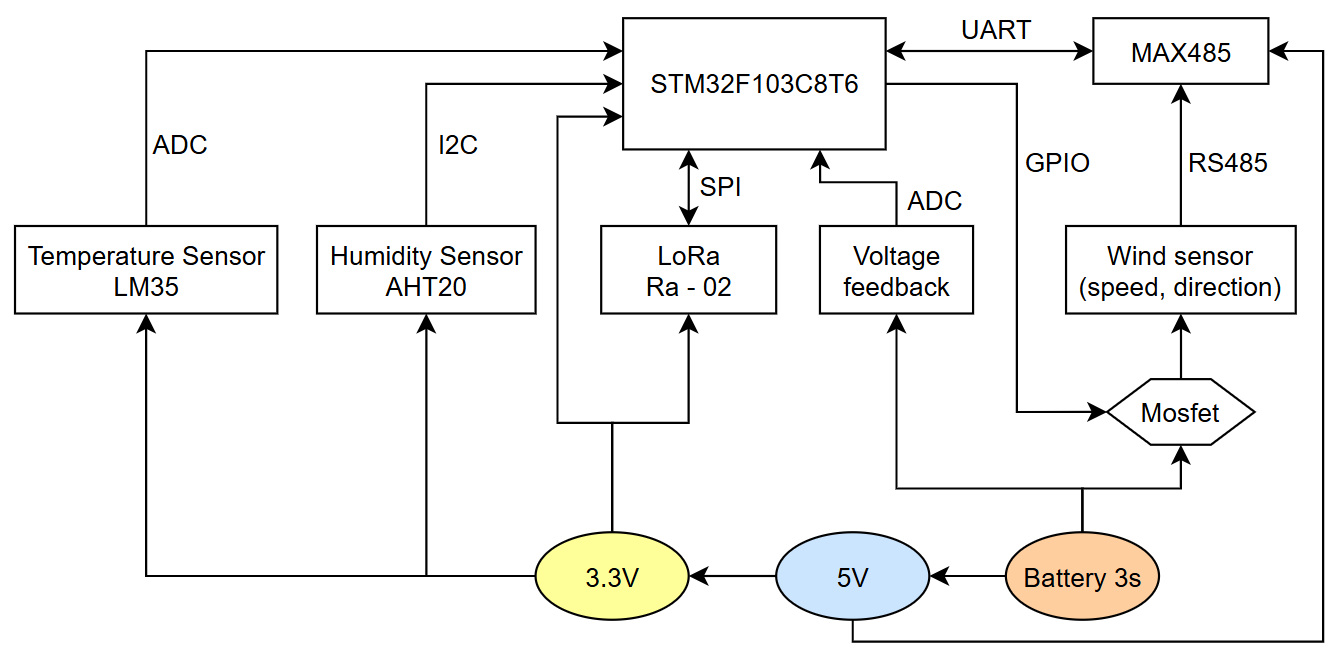 UART
MAX485
STM32F103C8T6
ADC
I2C
GPIO
RS485
SPI
ADC
Temperature Sensor
LM35
Humidity Sensor
AHT20
LoRa
Ra - 02
Voltage
feedback
Wind sensor
(speed, direction)
Mosfet
3.3V
5V
Battery 3s